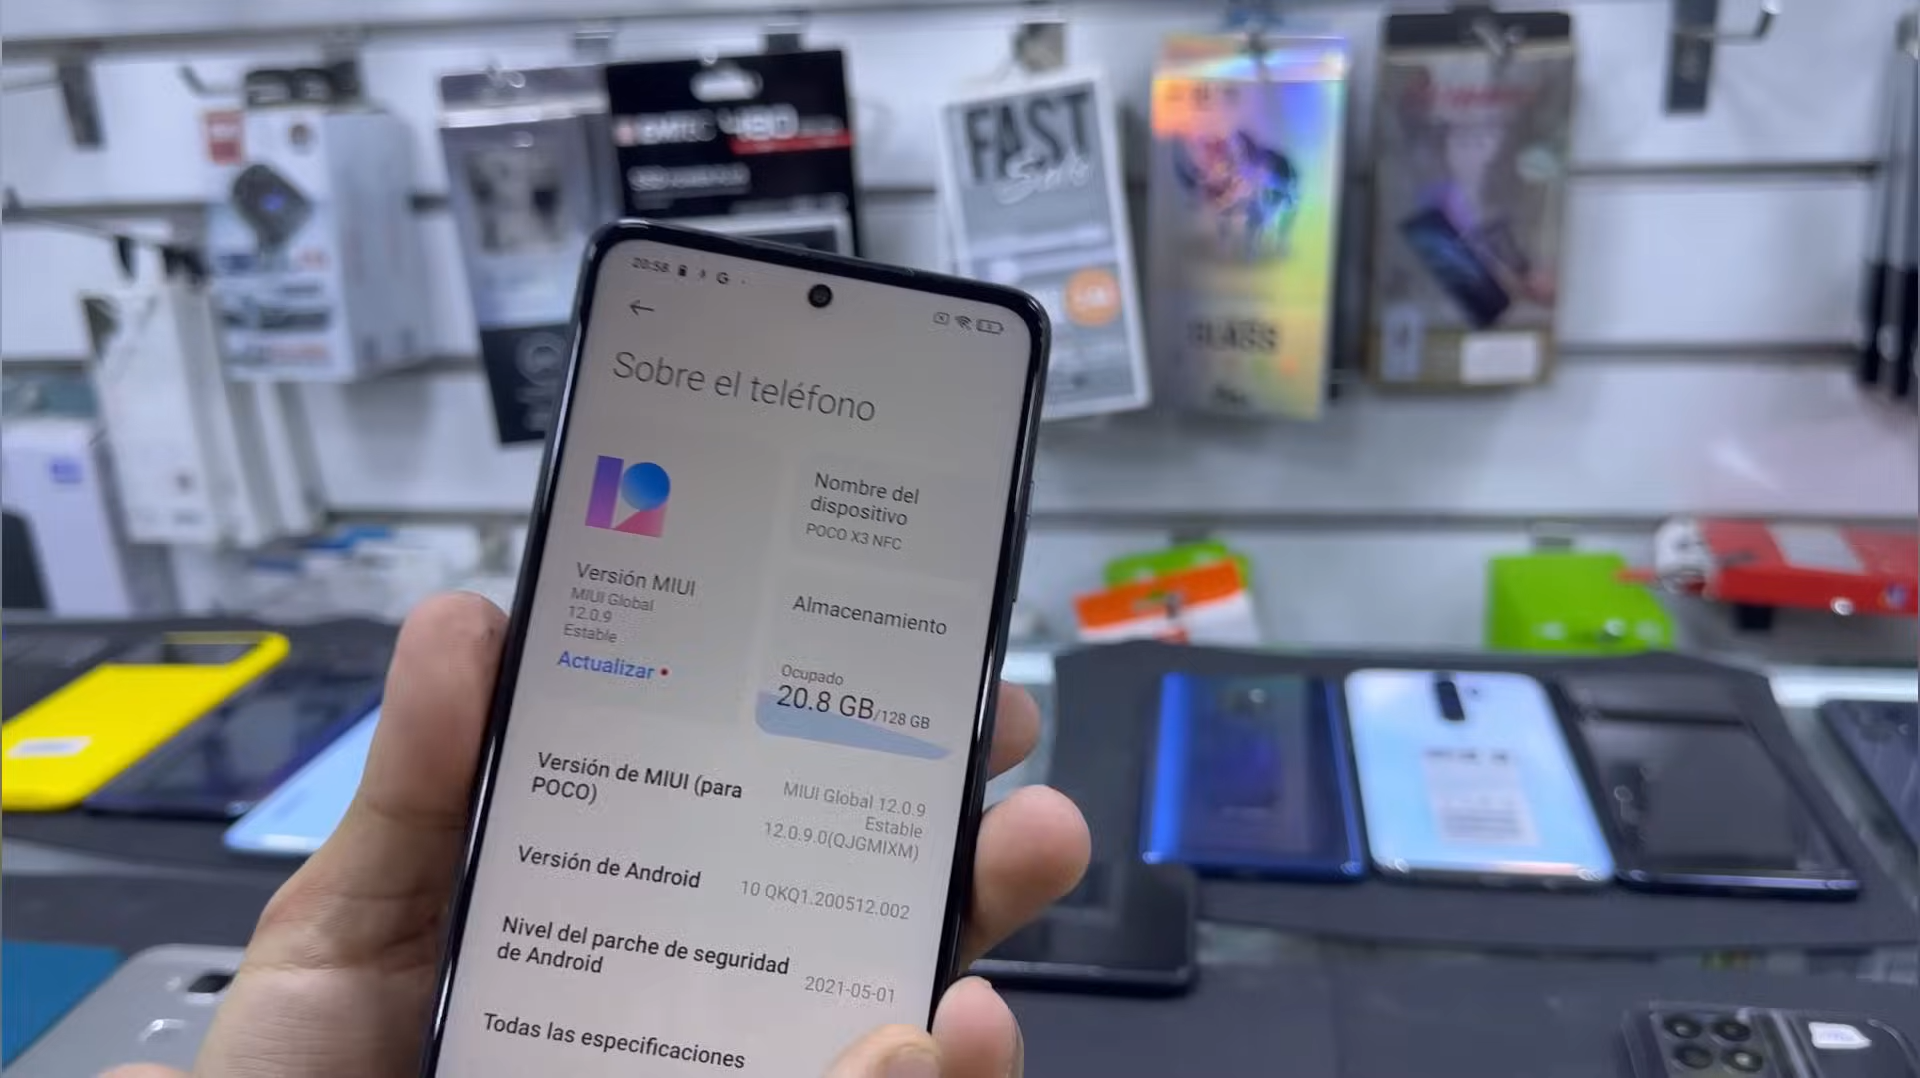 FAST
GLASS
20:58
G
Sobre el teléfono
Versión MIUI
MIUI Global
12.0.9
Estable
Actualizar
Nombre del
dispositivo
POCO X3 NFC
Almacenamiento
Ocupado
20.8 GB/128 GB
Versión de MIUI (para
POCO)
MIUI Global 12.0.9
Estable
12.0.9.0(QJGMIXM)
Versión de Android
10 QKQ1.200512.002
Nivel del parche de seguridad
de Android
2021-05-01
Todas las especificaciones